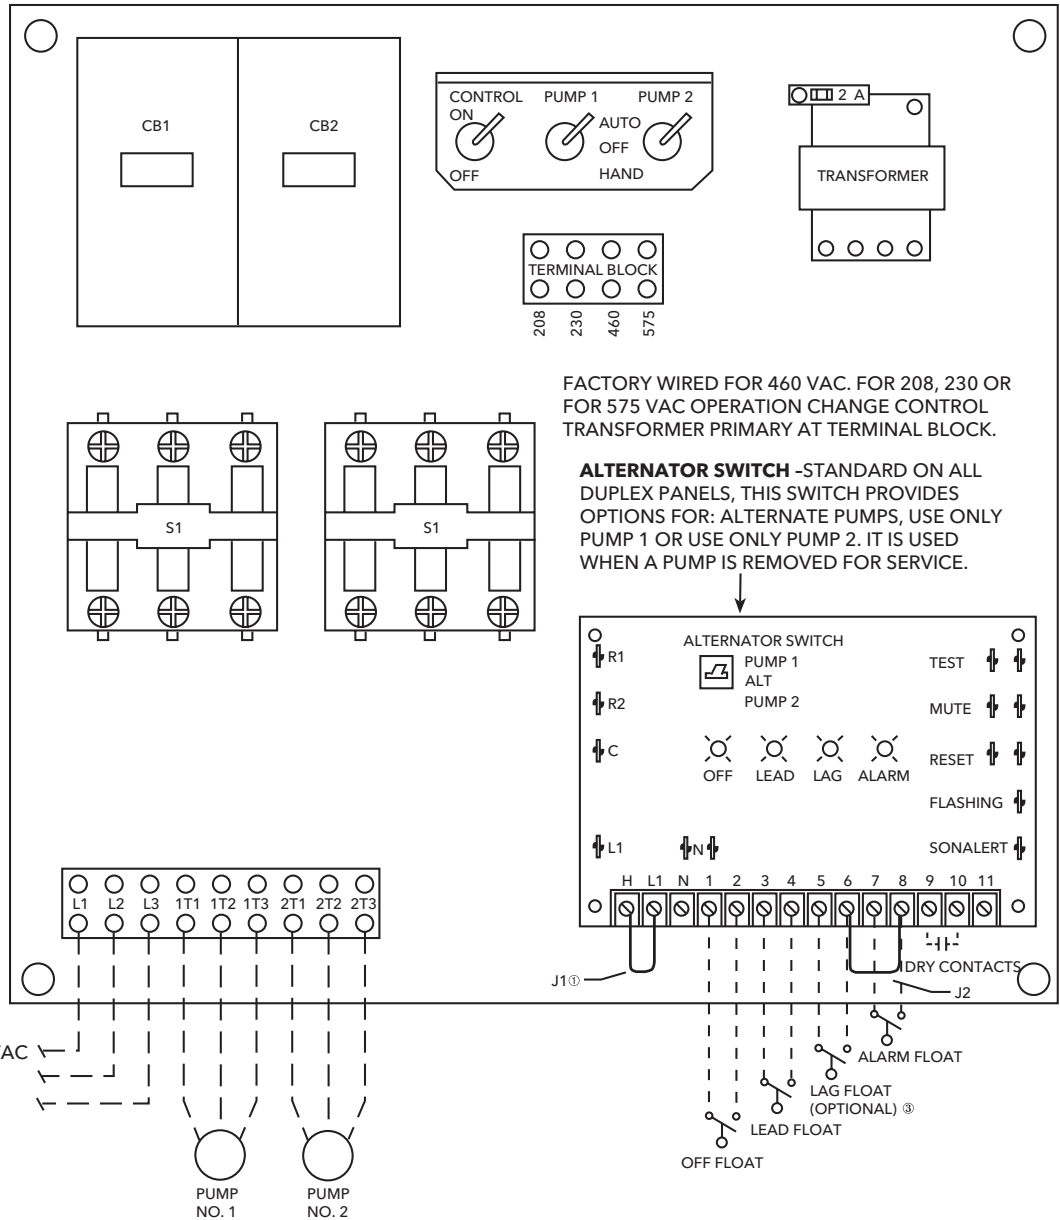 CB1
CB2
CONTROL
ON
OFF
PUMP 1
PUMP 2
AUTO
OFF
HAND
2 A
TRANSFORMER
TERMINAL BLOCK
208
230
460
575
FACTORY WIRED FOR 460 VAC. FOR 208, 230 OR
FOR 575 VAC OPERATION CHANGE CONTROL
TRANSFORMER PRIMARY AT TERMINAL BLOCK.
ALTERNATOR SWITCH –STANDARD ON ALL
DUPLEX PANELS, THIS SWITCH PROVIDES
OPTIONS FOR: ALTERNATE PUMPS, USE ONLY
PUMP 1 OR USE ONLY PUMP 2. IT IS USED
WHEN A PUMP IS REMOVED FOR SERVICE.
S1
S1
ALTERNATOR SWITCH
PUMP 1
ALT
PUMP 2
R1
R2
C
L1
N
TEST
MUTE
RESET
FLASHING
SONALERT
OFF LEAD LAG ALARM
H L1 N 1 2 3 4 5 6 7 8 9 10 11
L1 L2 L3 1T1 1T2 1T3 2T1 2T2 2T3
DRY CONTACTS
J1①
J2
ALARM FLOAT
LAG FLOAT
(OPTIONAL) ③
LEAD FLOAT
OFF FLOAT
PUMP
NO. 1
PUMP
NO. 2